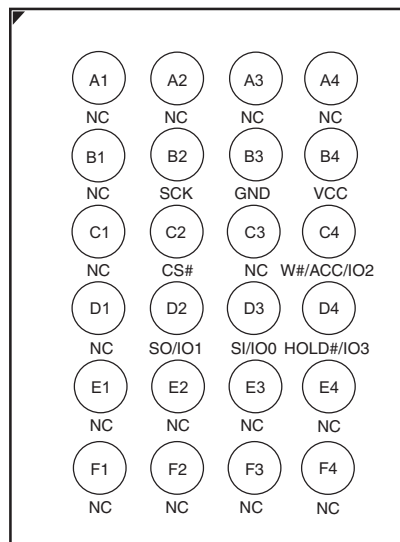 A1 A2 A3 A4
NC NC NC NC
B1 B2 B3 B4
NC SCK GND VCC
C1 C2 C3 C4
NC CS# NC W#/ACC/IO2
D1 D2 D3 D4
NC SO/IO1 SI/IO0 HOLD#/IO3
E1 E2 E3 E4
NC NC NC NC
F1 F2 F3 F4
NC NC NC NC